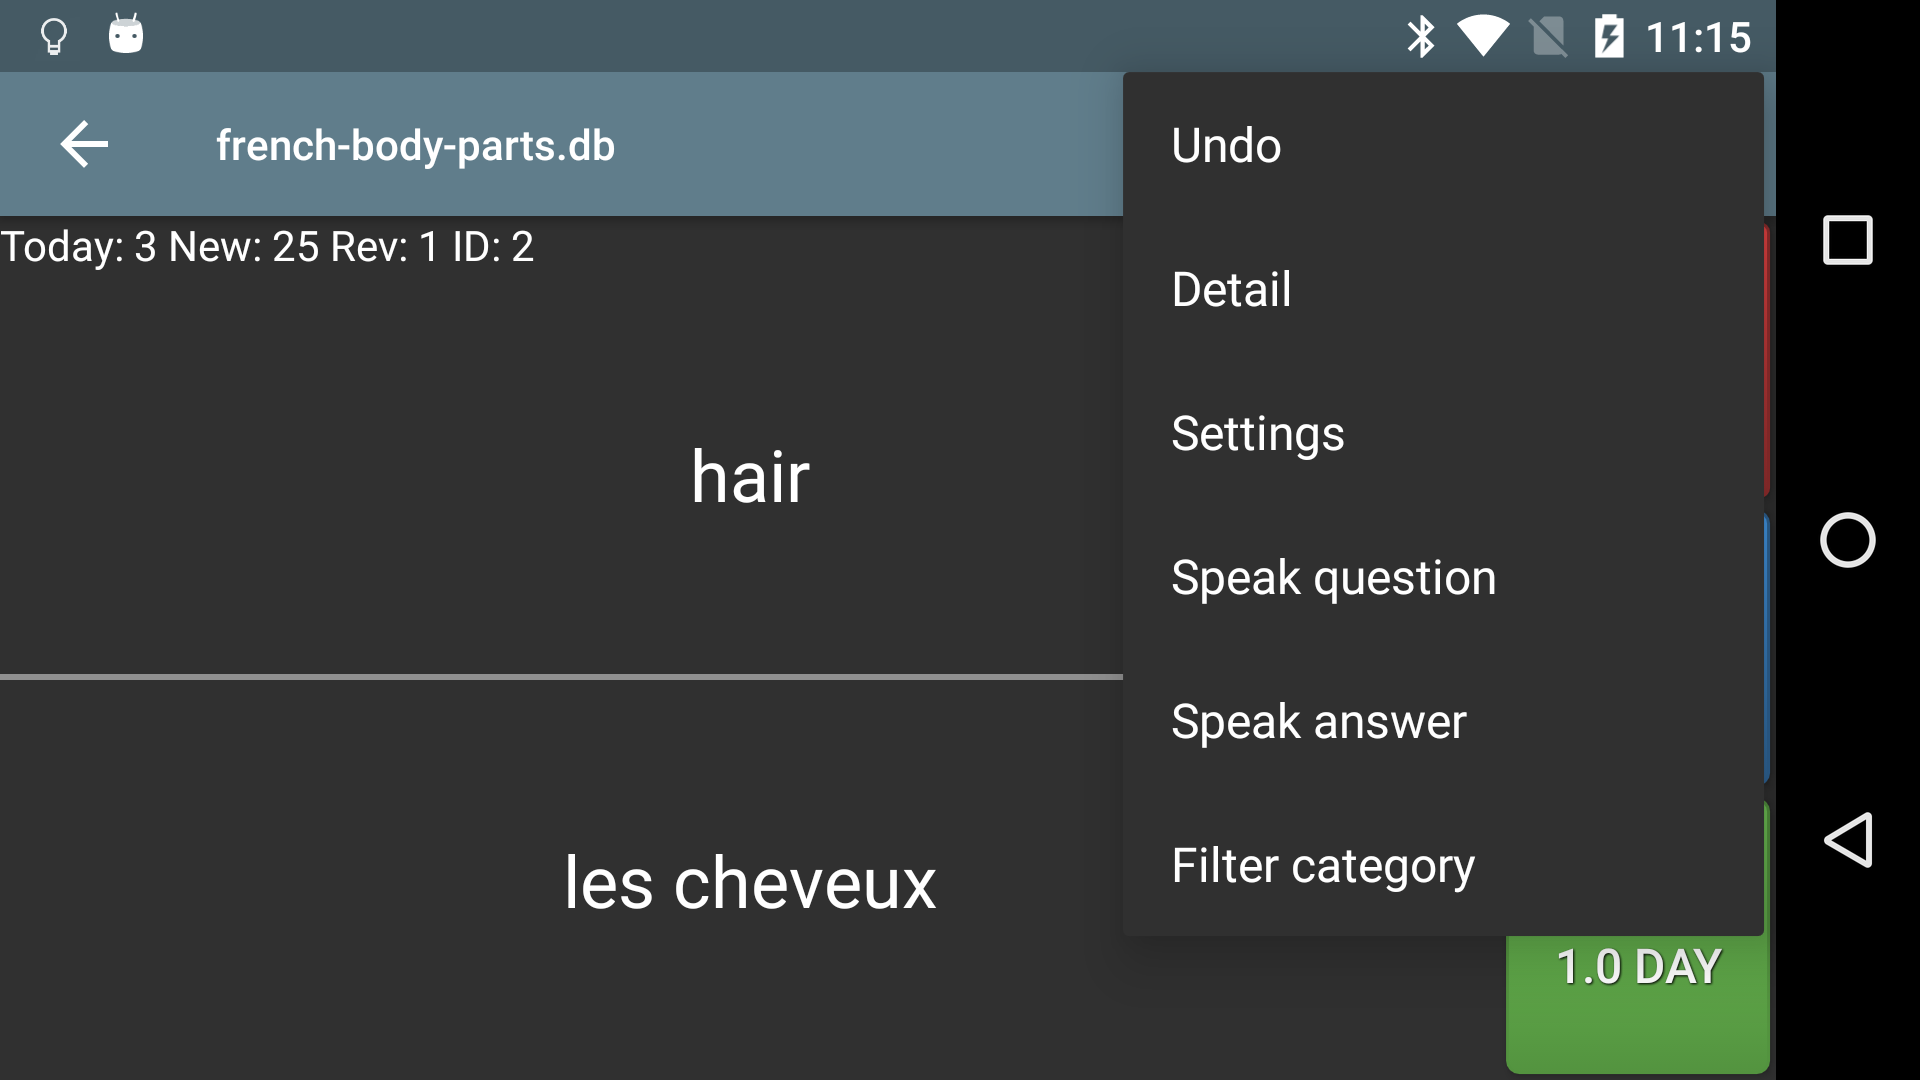 11:15
french-body-parts.db
Today: 3 New: 25 Rev: 1 ID: 2
hair
les cheveux
Undo
Detail
Settings
Speak question
Speak answer
Filter category
1.0 DAY